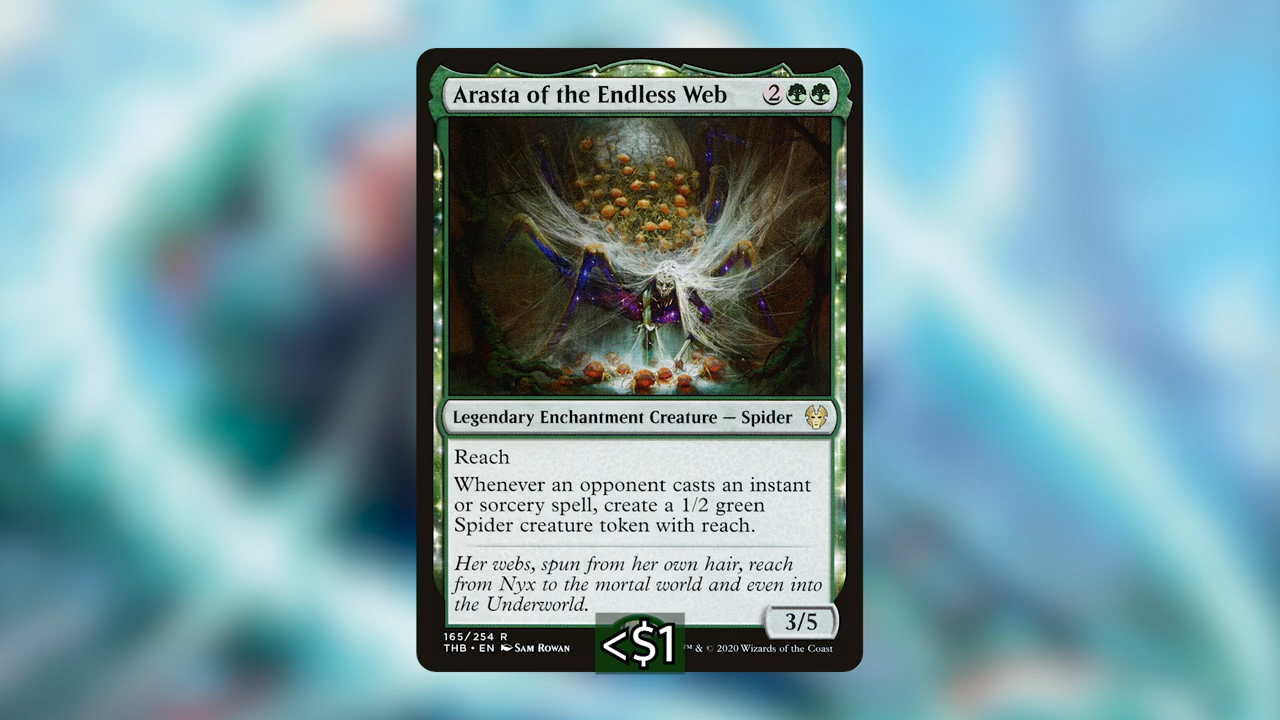 Arasta of the Endless Web 2
Legendary Enchantment Creature — Spider
Reach
Whenever an opponent casts an instant
or sorcery spell, create a 1/2 green
Spider creature token with reach.
Her webs, spun from her own hair, reach
from Nyx to the mortal world and even into
the Underworld.
3/5
165/254 R
THB • EN Sam Rowan
<$1
™ & © 2020 Wizards of the Coast